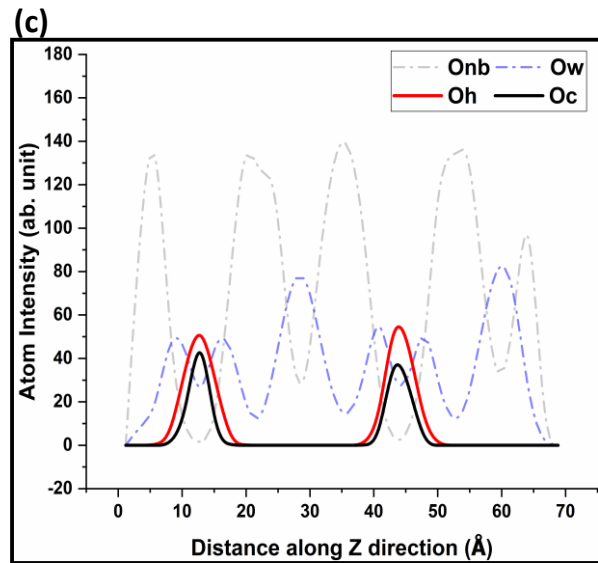 (c)
180
160
140
120
100
80
60
40
20
0
-20
Atom Intensity (ab. unit)
Onb Ow
Oh Oc
0 10 20 30 40 50 60 70
Distance along Z direction (Å)